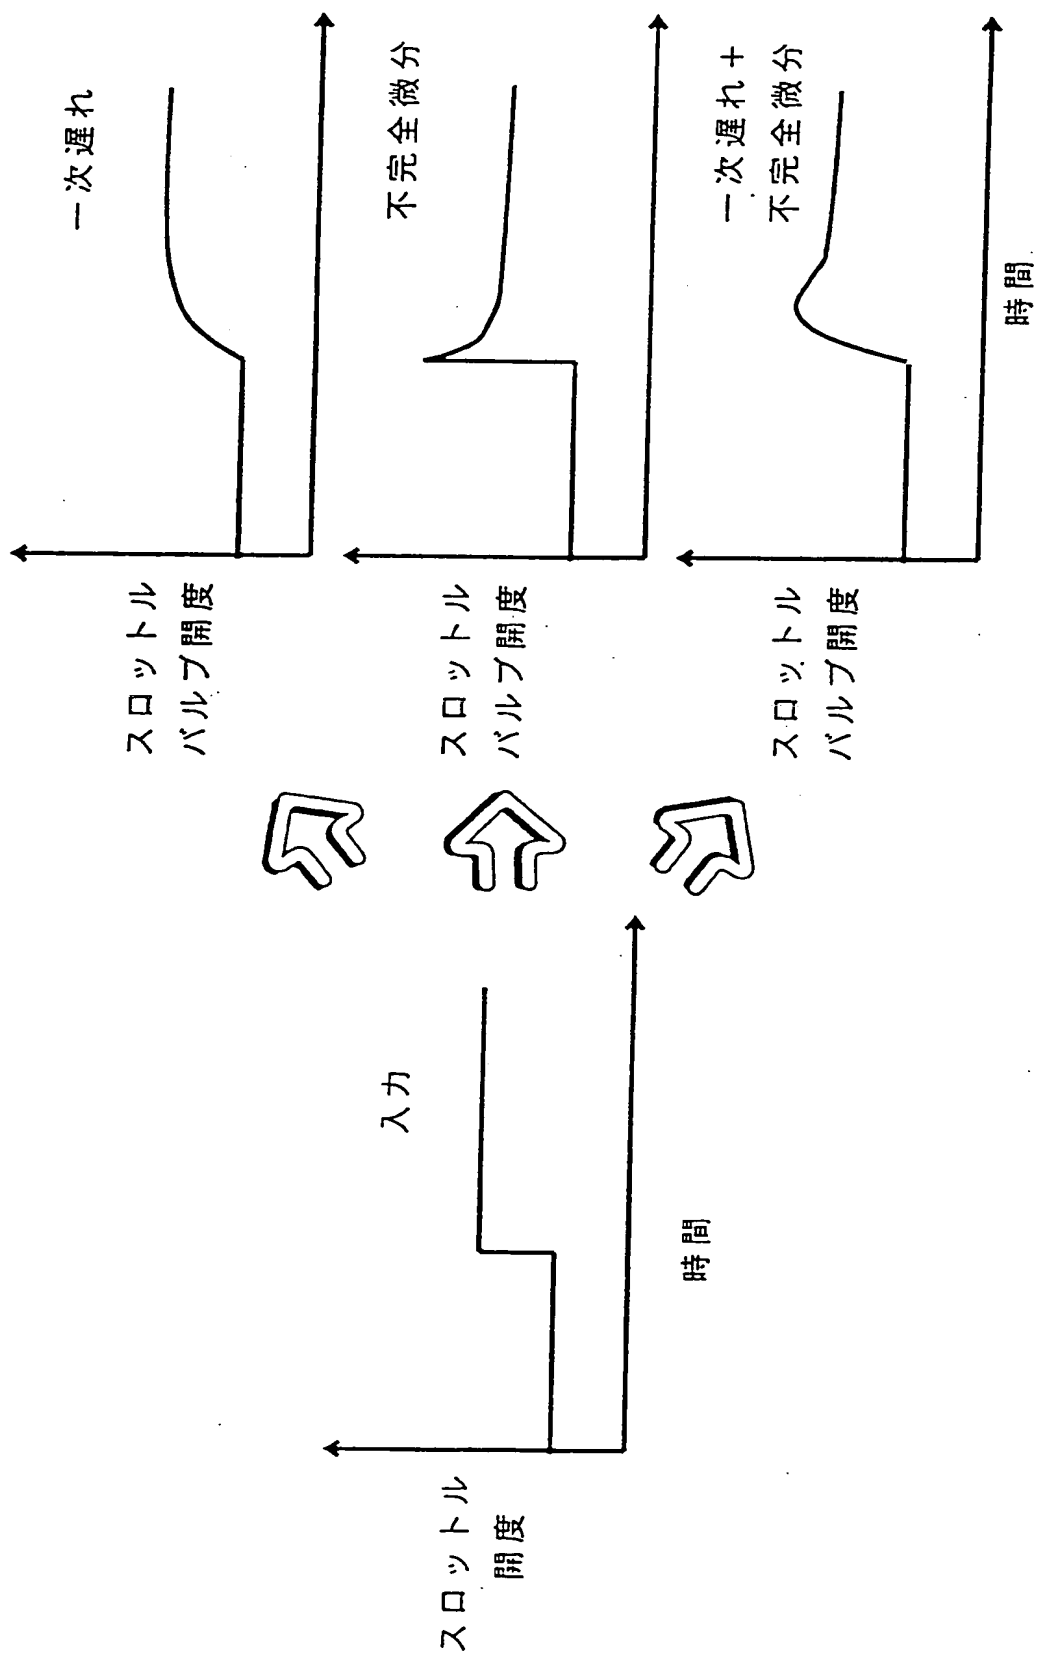 スロットル
開度
入力
時間
スロットル
バルブ開度
一次遅れ
スロットル
バルブ開度
不完全微分
スロットル
バルブ開度
一次遅れ+
不完全微分
時間